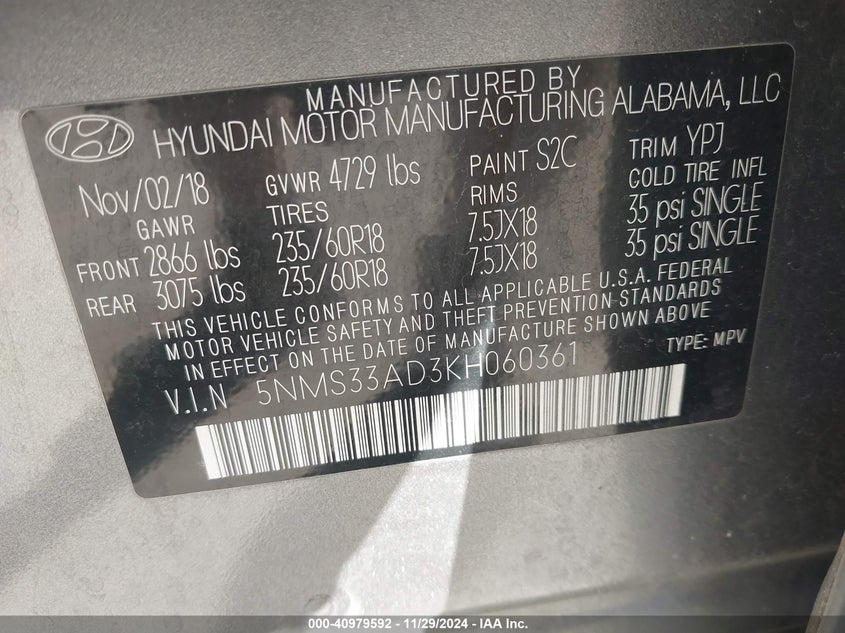 MANUFACTURED BY
HYUNDAI MOTOR MANUFACTURING ALABAMA, LLC
Nov/02/18 GVWR 4729 lbs PAINT S2C TRIM YPJ
GAWR TIRES RIMS COLD TIRE INFL
FRONT 2866 lbs 235/60R18 7.5JX18 35 psi SINGLE
REAR 3075 lbs 235/60R18 7.5JX18 35 psi SINGLE
THIS VEHICLE CONFORMS TO ALL APPLICABLE U.S.A. FEDERAL
MOTOR VEHICLE SAFETY AND THEFT PREVENTION STANDARDS
IN EFFECT ON THE DATE OF MANUFACTURE SHOWN ABOVE
V.I.N 5NMS33AD3KH060361 TYPE: MPV
000-40979592 - 11/29/2024 - IAA Inc.